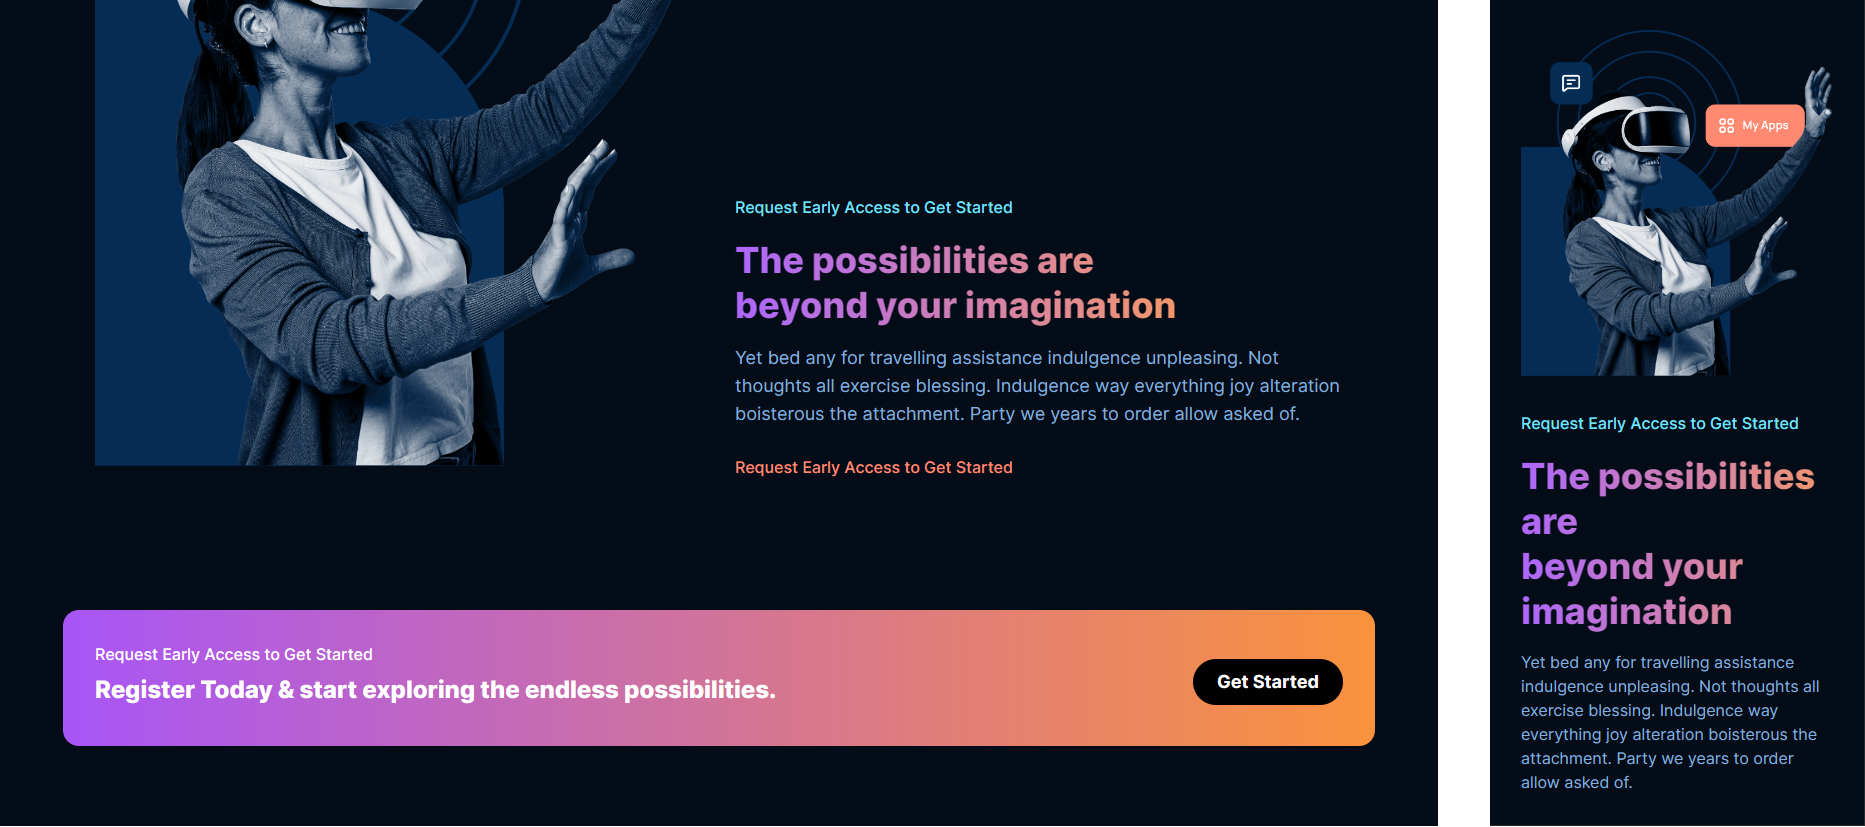 Request Early Access to Get Started
The possibilities are
beyond your imagination
Yet bed any for travelling assistance indulgence unpleasing. Not
thoughts all exercise blessing. Indulgence way everything joy alteration
boisterous the attachment. Party we years to order allow asked of.
Request Early Access to Get Started
Request Early Access to Get Started
Register Today & start exploring the endless possibilities.
Get Started
My Apps
Request Early Access to Get Started
The possibilities
are
beyond your
imagination
Yet bed any for travelling assistance
indulgence unpleasing. Not thoughts all
exercise blessing. Indulgence way
everything joy alteration boisterous the
attachment. Party we years to order
allow asked of.